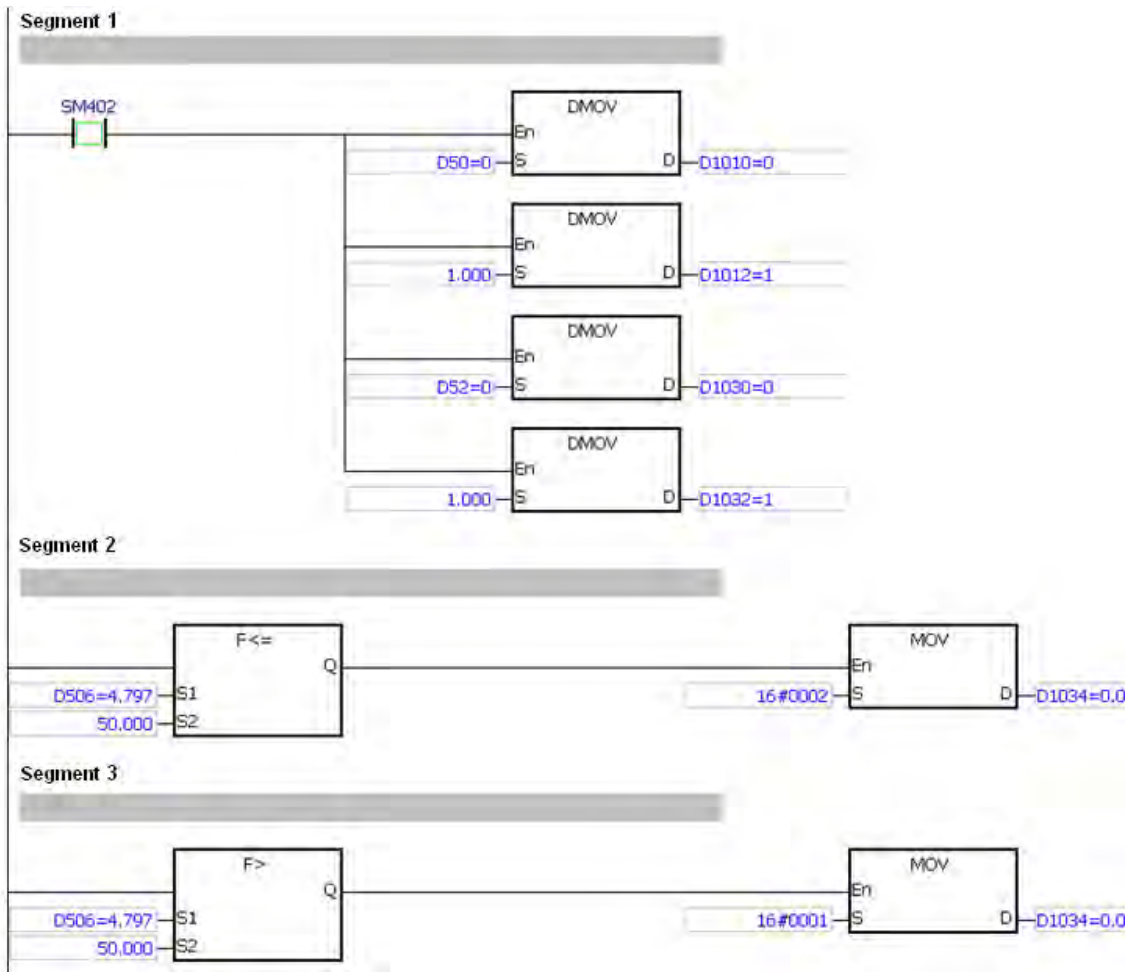 Segment 1
SM402
DMOV
En
D50=0 S D D1010=0
DMOV
En
1.000 S D D1012=1
DMOV
En
D52=0 S D D1030=0
DMOV
En
1.000 S D D1032=1
Segment 2
F<= MOV
Q En
D506=4.797 S1 16#0002 S D D1034=0.0
50.000 S2
Segment 3
F> MOV
Q En
D506=4.797 S1 16#0001 S D D1034=0.0
50.000 S2